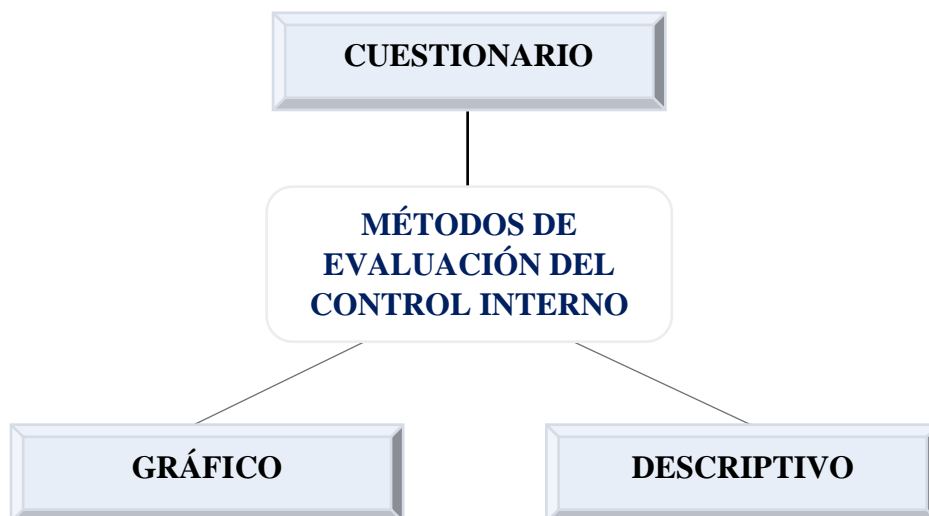 CUESTIONARIO
MÉTODOS DE
EVALUACIÓN DEL
CONTROL INTERNO
GRÁFICO
DESCRIPTIVO